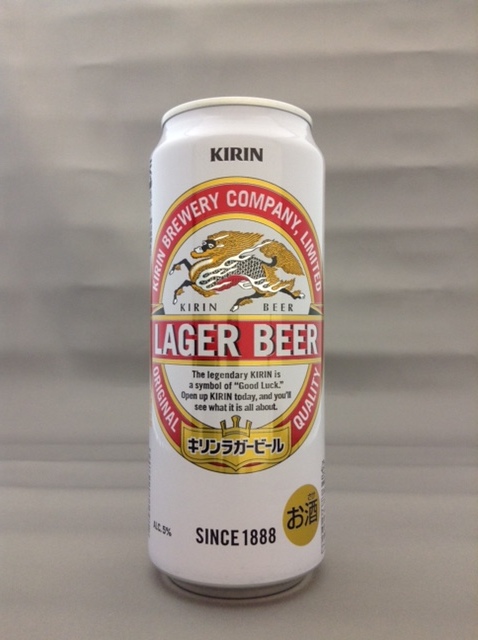 KIRIN
KIRIN BREWERY COMPANY, LIMITED
KIRIN BEER
LAGER BEER
The legendary KIRIN is
a symbol of "Good Luck."
Open up KIRIN today, and you'll
see what it is all about.
ORIGINAL QUALITY
キリンラガービール
お酒
ALC. 5%
SINCE 1888